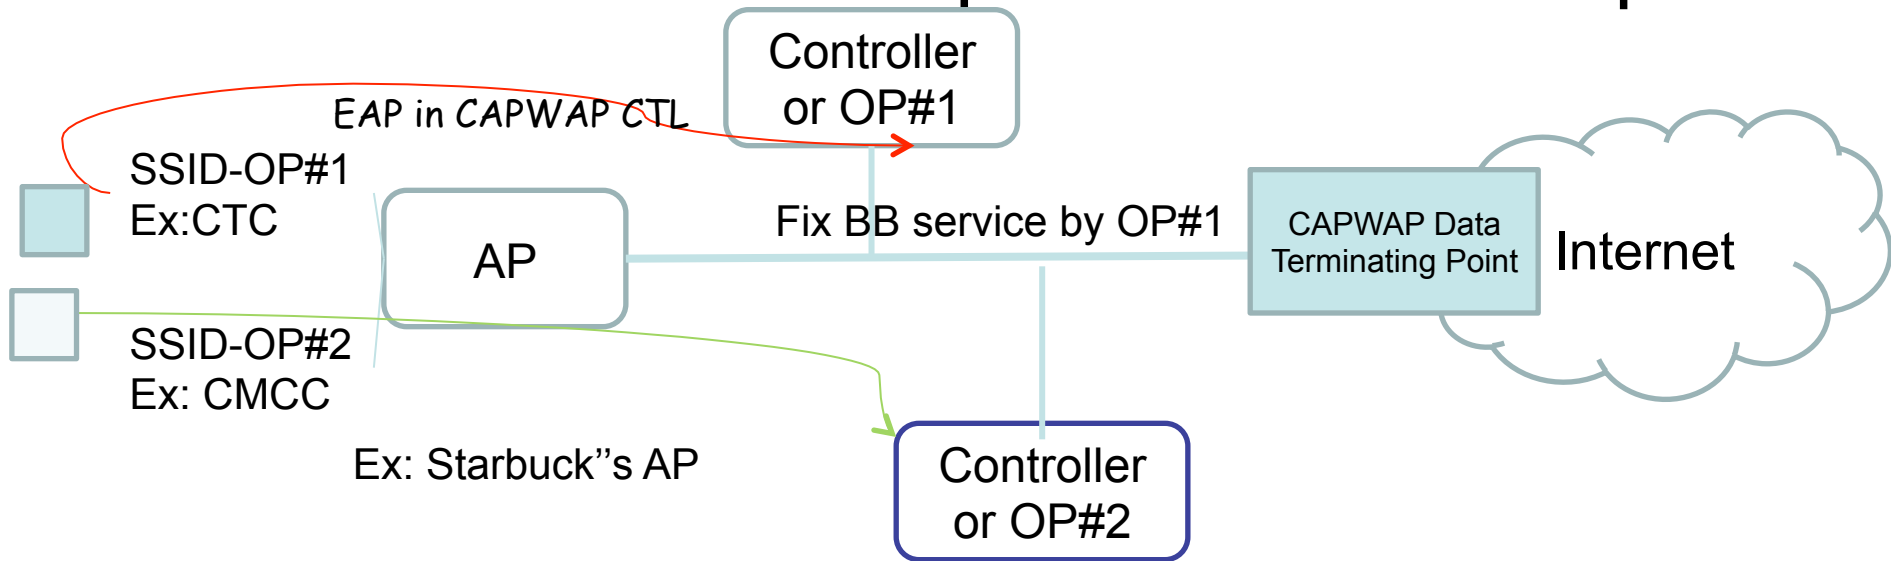 Controller
or OP#1
EAP in CAPWAP CTL
SSID-OP#1
Ex:CTC
AP
Fix BB service by OP#1
CAPWAP Data
Terminating Point
Internet
SSID-OP#2
Ex: CMCC
Ex: Starbuck’’s AP
Controller
or OP#2